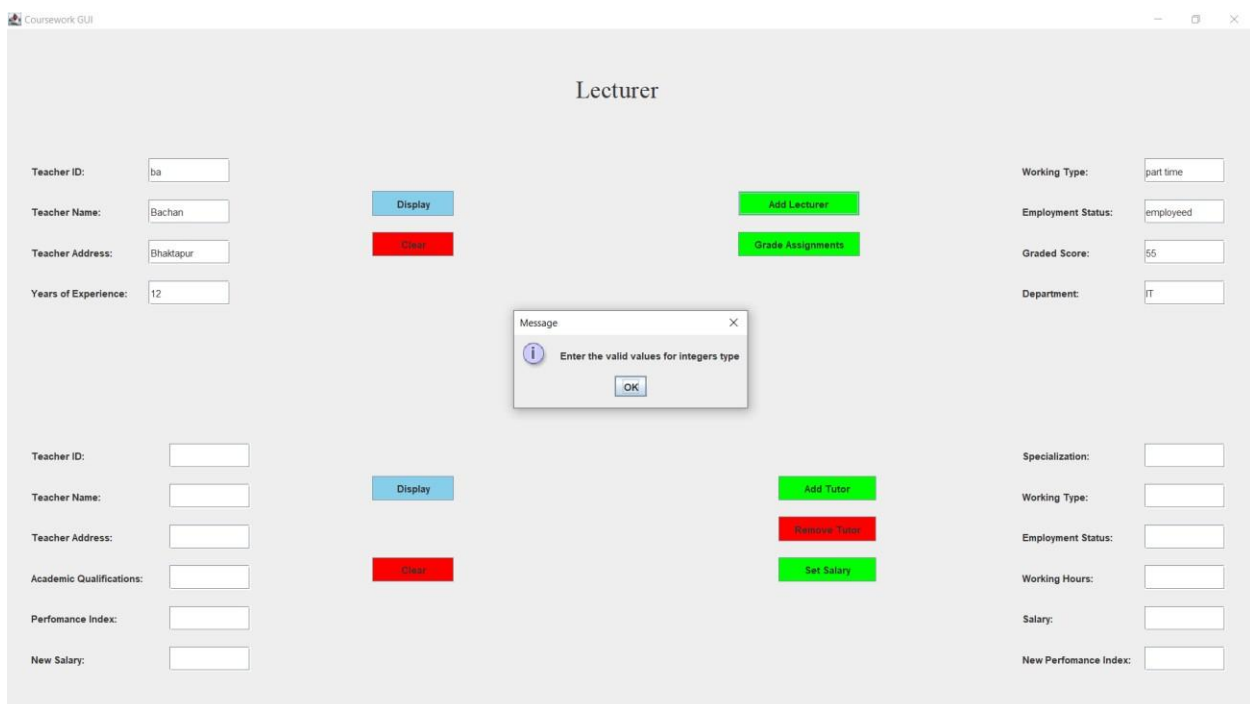 Coursework GUI
Lecturer
Teacher ID: ba
Teacher Name: Bachan
Teacher Address: Bhaktapur
Years of Experience: 12
Display
Clear
Add Lecturer
Grade Assignments
Working Type: part time
Employment Status: employeed
Graded Score: 55
Department: IT
Message
Enter the valid values for integers type
OK
Teacher ID:
Teacher Name:
Teacher Address:
Academic Qualifications:
Perfomance Index:
New Salary:
Display
Clear
Add Tutor
Remove Tutor
Set Salary
Specialization:
Working Type:
Employment Status:
Working Hours:
Salary:
New Perfomance Index: